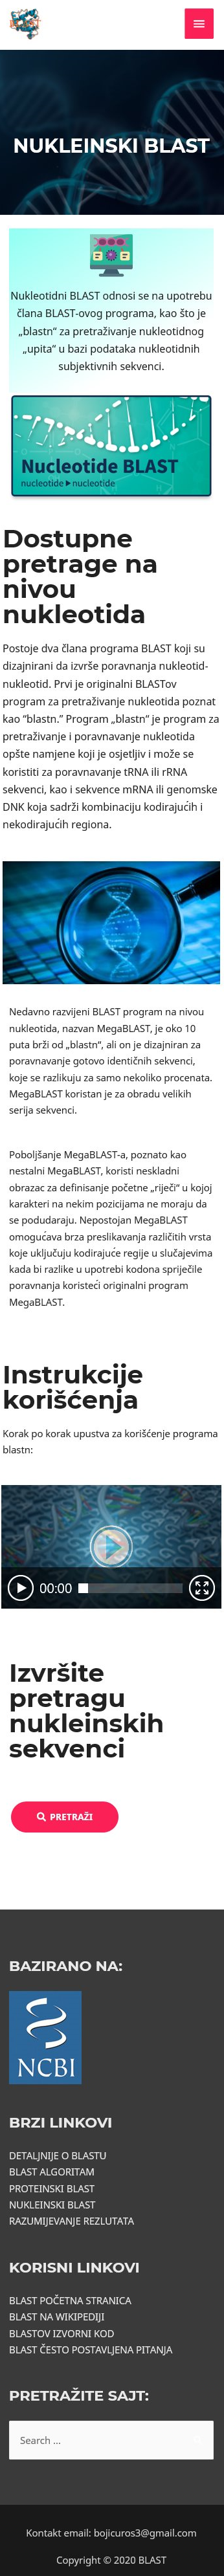 NUKLEINSKI BLAST
Nukleotidni BLAST odnosi se na upotrebu
člana BLAST-ovog programa, kao što je
„blastn“ za pretraživanje nukleotidnog
„upita“ u bazi podataka nukleotidnih
subjektivnih sekvenci.
Nucleotide BLAST
nucleotide ▶ nucleotide
Dostupne
pretrage na
nivou
nukleotida
Postoje dva člana programa BLAST koji su
dizajnirani da izvrše poravnanja nukleotid-
nukleotid. Prvi je originalni BLASTov
program za pretraživanje nukleotida poznat
kao “blastn.” Program „blastn“ je program za
pretraživanje i poravnavanje nukleotida
opšte namjene koji je osjetljiv i može se
koristiti za poravnavanje tRNA ili rRNA
sekvenci, kao i sekvence mRNA ili genomske
DNK koja sadrži kombinaciju kodirajućih i
nekodirajućih regiona.
Nedavno razvijeni BLAST program na nivou
nukleotida, nazvan MegaBLAST, je oko 10
puta brži od „blastn“, ali on je dizajniran za
poravnavanje gotovo identičnih sekvenci,
koje se razlikuju za samo nekoliko procenata.
MegaBLAST koristan je za obradu velikih
serija sekvenci.
Poboljšanje MegaBLAST-a, poznato kao
nestalni MegaBLAST, koristi neskladni
obrazac za definisanje početne „riječi“ u kojoj
karakteri na nekim pozicijama ne moraju da
se podudaraju. Nepostojan MegaBLAST
omogućava brza preslikavanja različitih vrsta
koje uključuju kodirajuće regije u slučajevima
kada bi razlike u upotrebi kodona spriječile
poravnanja koristeći originalni program
MegaBLAST.
Instrukcije
korišćenja
Korak po korak upustva za korišćenje programa
blastn:
00:00
Izvršite
pretragu
nukleinskih
sekvenci
PRETRAŽI
BAZIRANO NA:
NCBI
BRZI LINKOVI
DETALJNIJE O BLASTU
BLAST ALGORITAM
PROTEINSKI BLAST
NUKLEINSKI BLAST
RAZUMIJEVANJE REZLUTATA
KORISNI LINKOVI
BLAST POČETNA STRANICA
BLAST NA WIKIPEDIJI
BLASTOV IZVORNI KOD
BLAST ČESTO POSTAVLJENA PITANJA
PRETRAŽITE SAJT:
Search ...
Kontakt email: bojicuros3@gmail.com
Copyright © 2020 BLAST